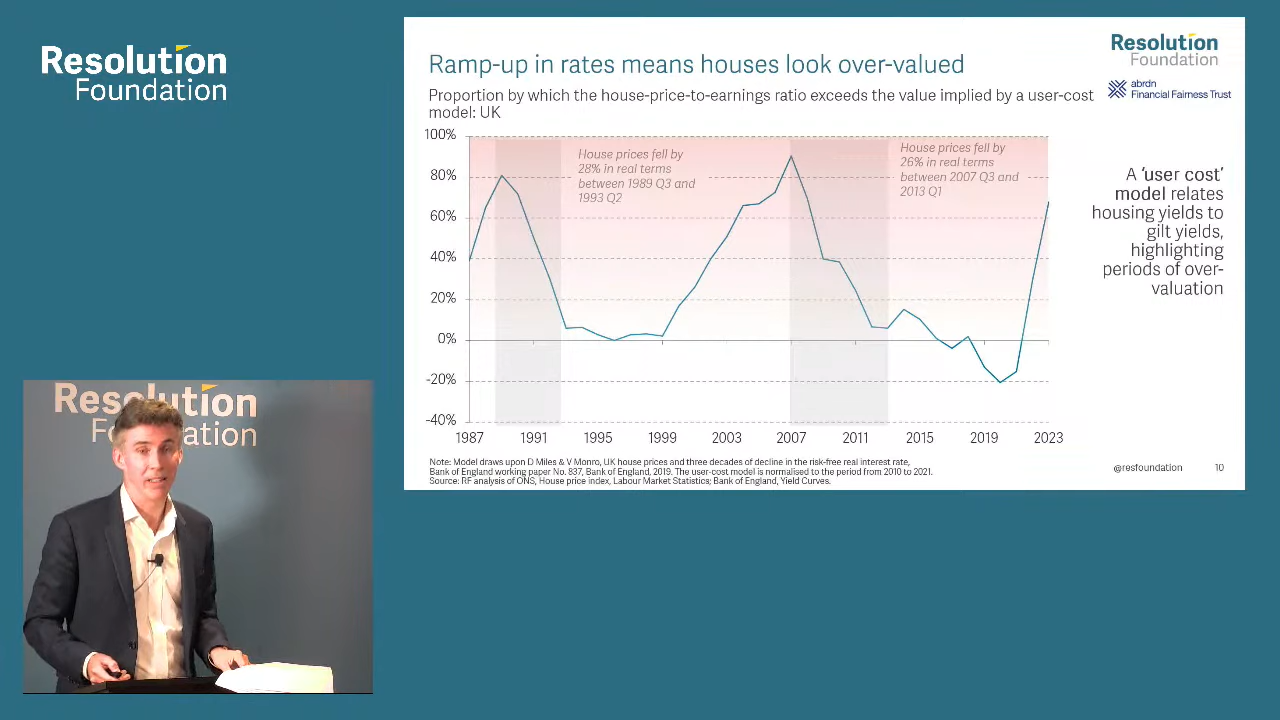 Resolution
Foundation
Ramp-up in rates means houses look over-valued
Resolution
Foundation
abrdn
Financial Fairness Trust
Proportion by which the house-price-to-earnings ratio exceeds the value implied by a user-cost
model: UK
100%
80%
60%
40%
20%
0%
-20%
-40%
House prices fell by
28% in real terms
between 1989 Q3 and
1993 Q2
House prices fell by
26% in real terms
between 2007 Q3 and
2013 Q1
1987 1991 1995 1999 2003 2007 2011 2015 2019 2023
A 'user cost'
model relates
housing yields to
gilt yields,
highlighting
periods of over-
valuation
Note: Model draws upon D Miles & V Monro, UK house prices and three decades of decline in the risk-free real interest rate,
Bank of England working paper No. 837, Bank of England, 2019. The user-cost model is normalised to the period from 2010 to 2021.
Source: RF analysis of ONS, House price index, Labour Market Statistics; Bank of England, Yield Curves.
@resfoundation 10
Resolution
F ation